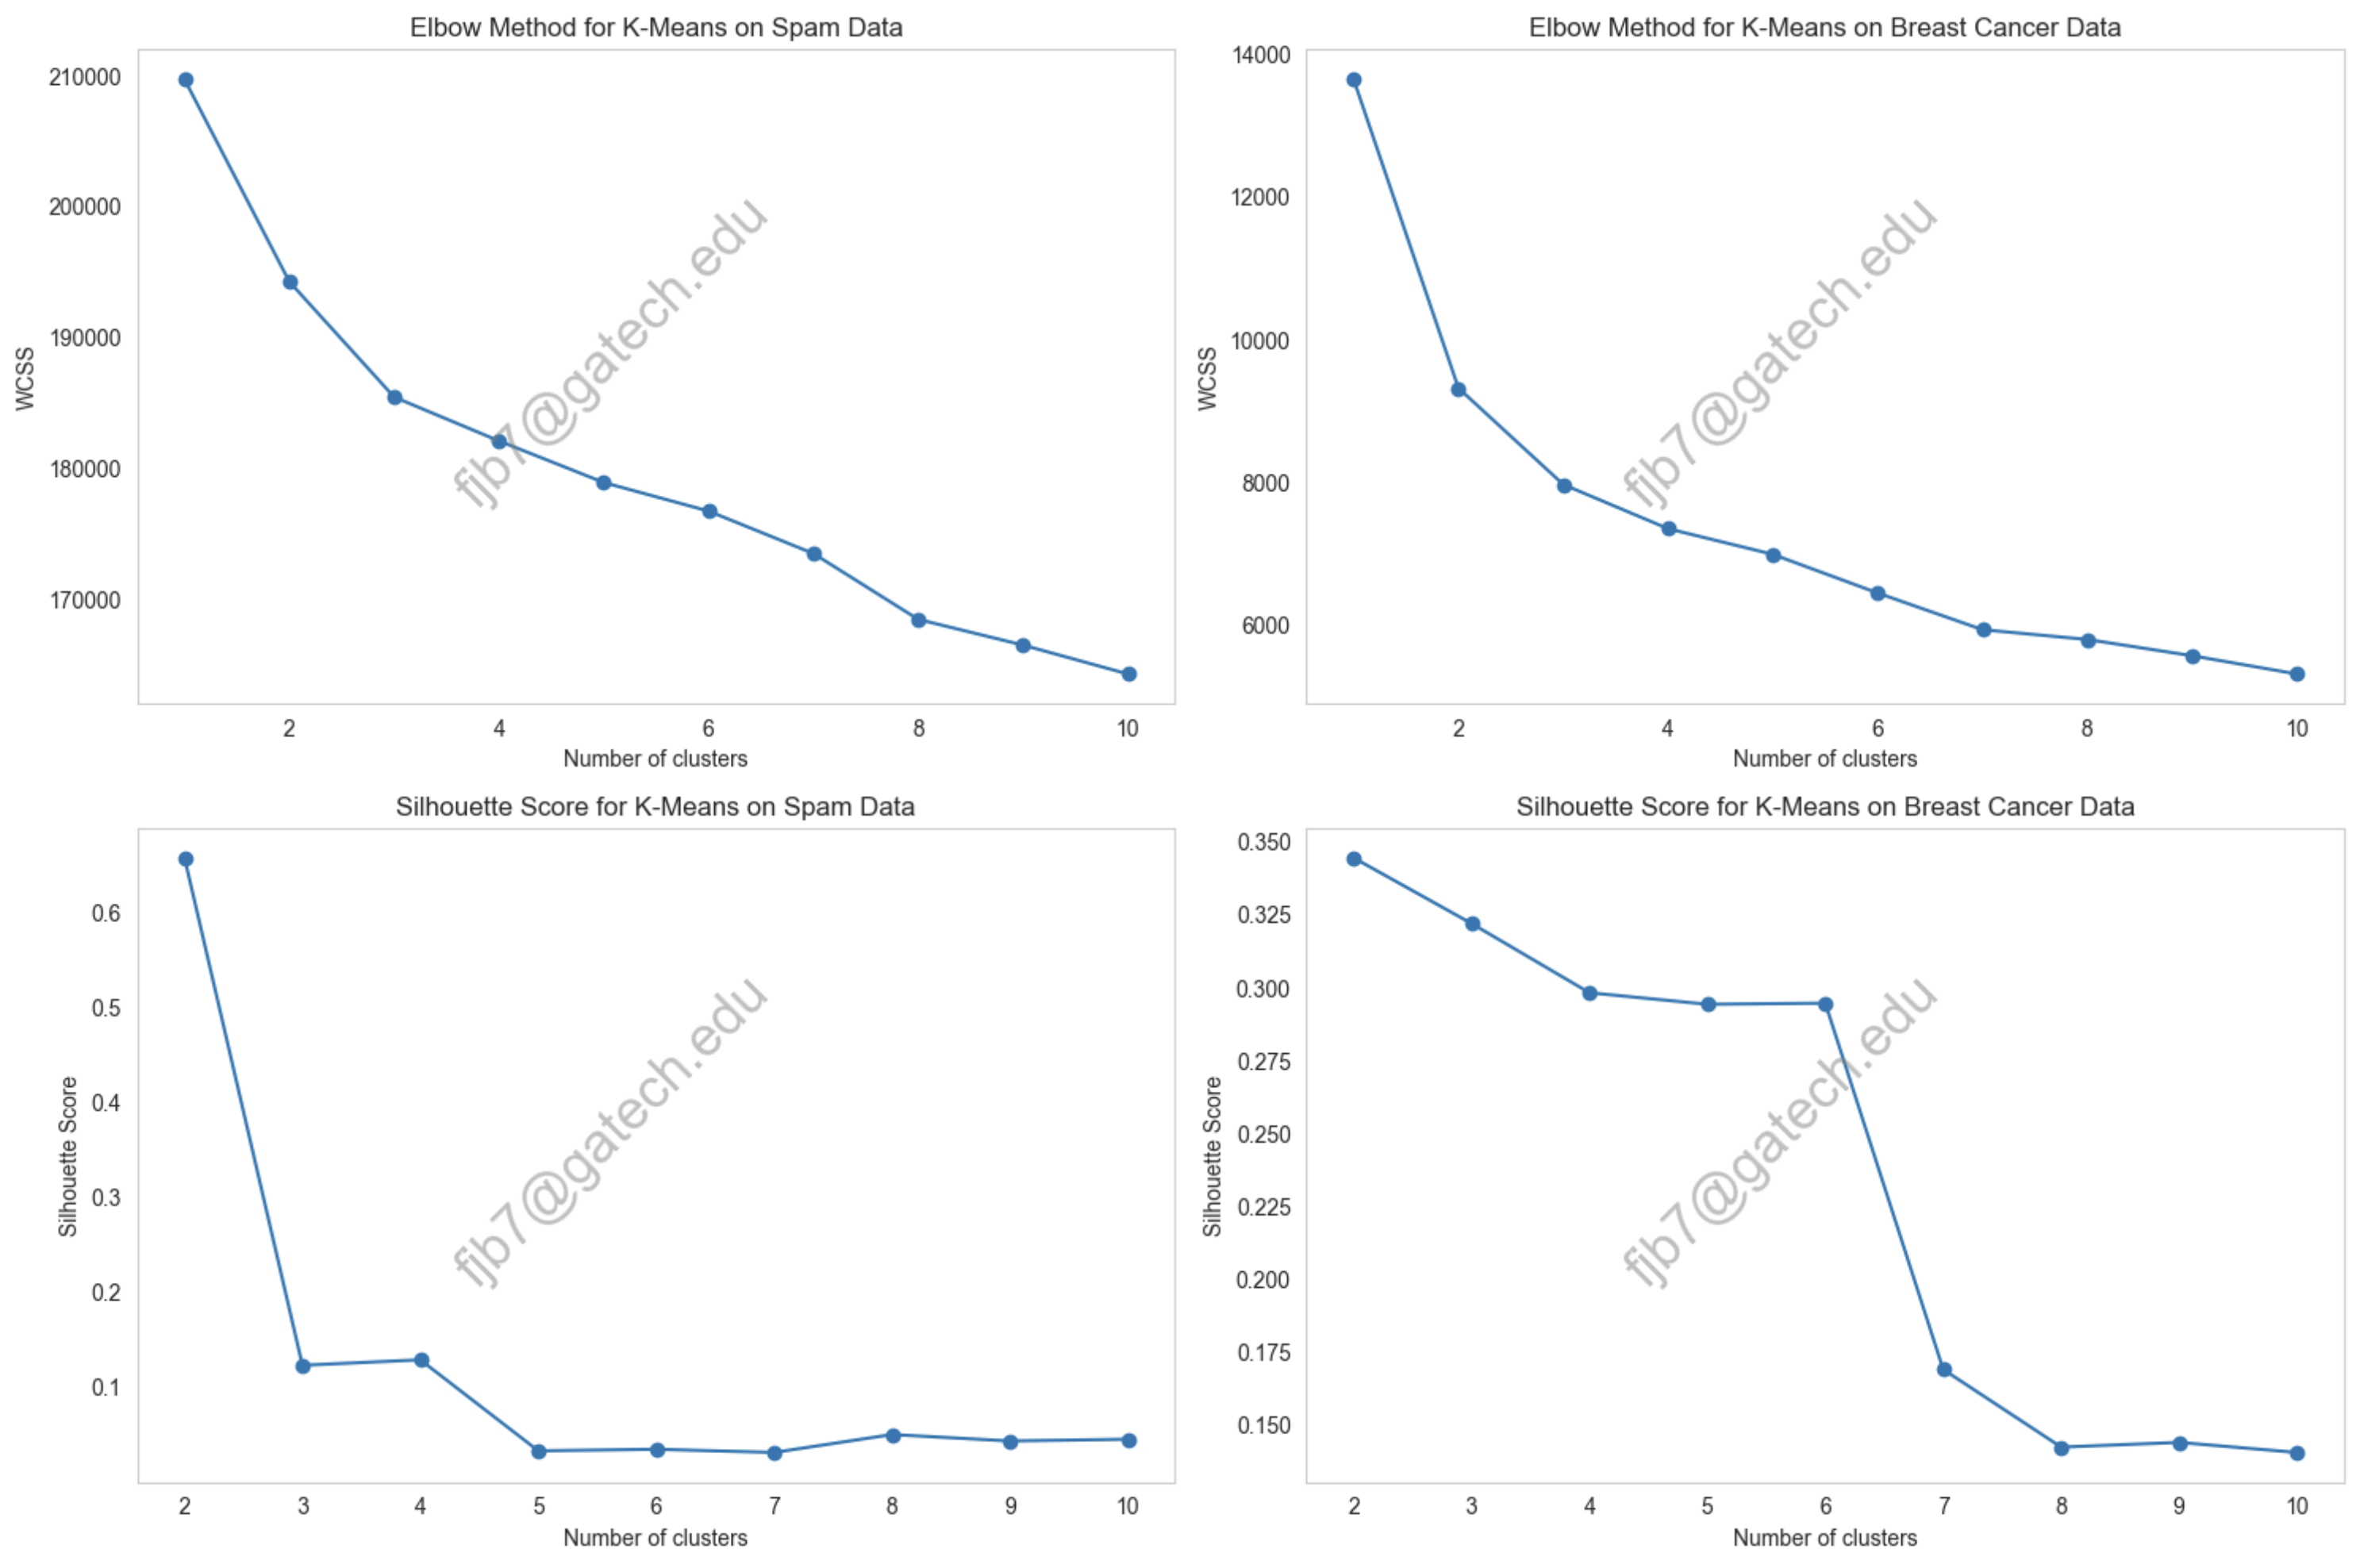 Elbow Method for K-Means on Spam Data
210000
200000
190000
180000
170000
WCSS
2 4 6 8 10
Number of clusters
fjb7@gatech.edu
Elbow Method for K-Means on Breast Cancer Data
14000
12000
10000
8000
6000
WCSS
2 4 6 8 10
Number of clusters
fjb7@gatech.edu
Silhouette Score for K-Means on Spam Data
0.6
0.5
0.4
0.3
0.2
0.1
Silhouette Score
2 3 4 5 6 7 8 9 10
Number of clusters
fjb7@gatech.edu
Silhouette Score for K-Means on Breast Cancer Data
0.350
0.325
0.300
0.275
0.250
0.225
0.200
0.175
0.150
Silhouette Score
2 3 4 5 6 7 8 9 10
Number of clusters
fjb7@gatech.edu